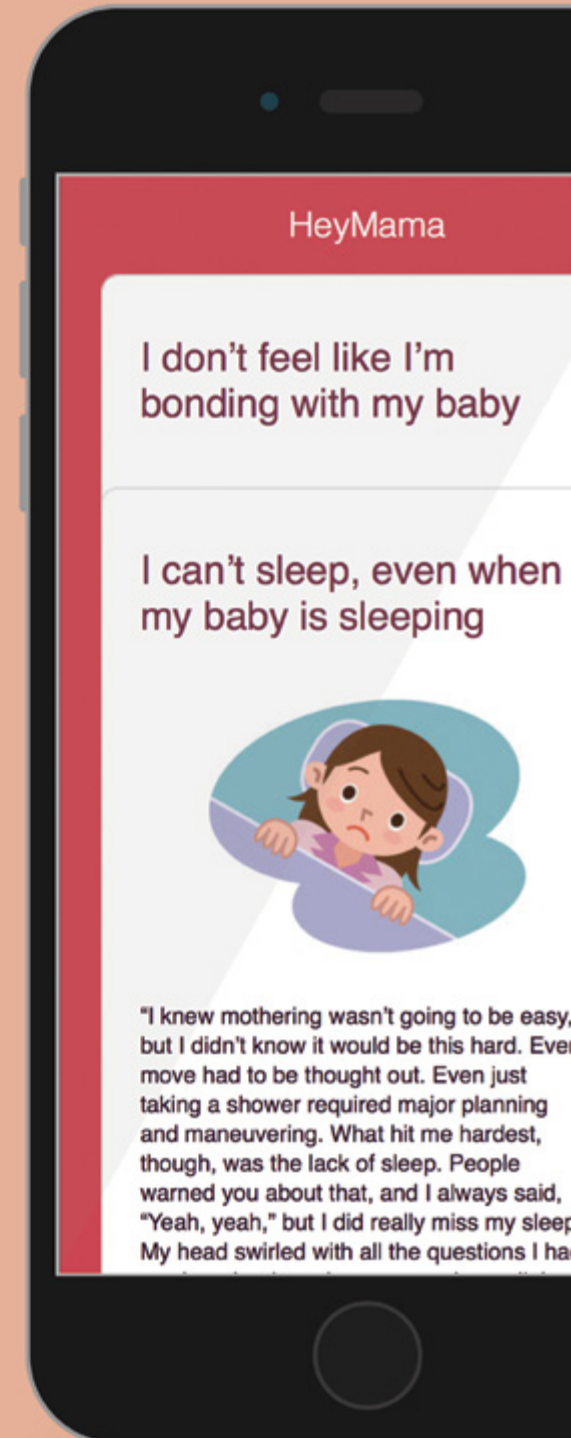 HeyMama
I don’t feel like I’m
bonding with my baby
I can’t sleep, even when
my baby is sleeping
“I knew mothering wasn’t going to be easy,
but I didn’t know it would be this hard.
move had to be thought out. Even just
taking a shower required major planning
and maneuvering. What hit me hardest,
though, was the lack of sleep. People
warned you about that, and I always said,
“Yeah, yeah,” but I did really miss my sleep
My head swirled with all the questions I